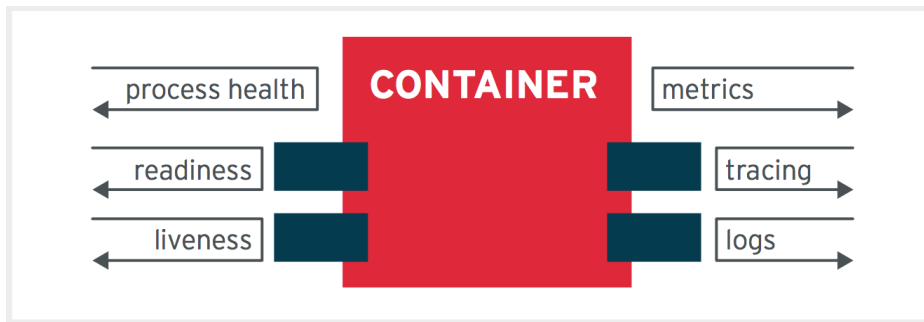 CONTAINER
process health
readiness
liveness
metrics
tracing
logs